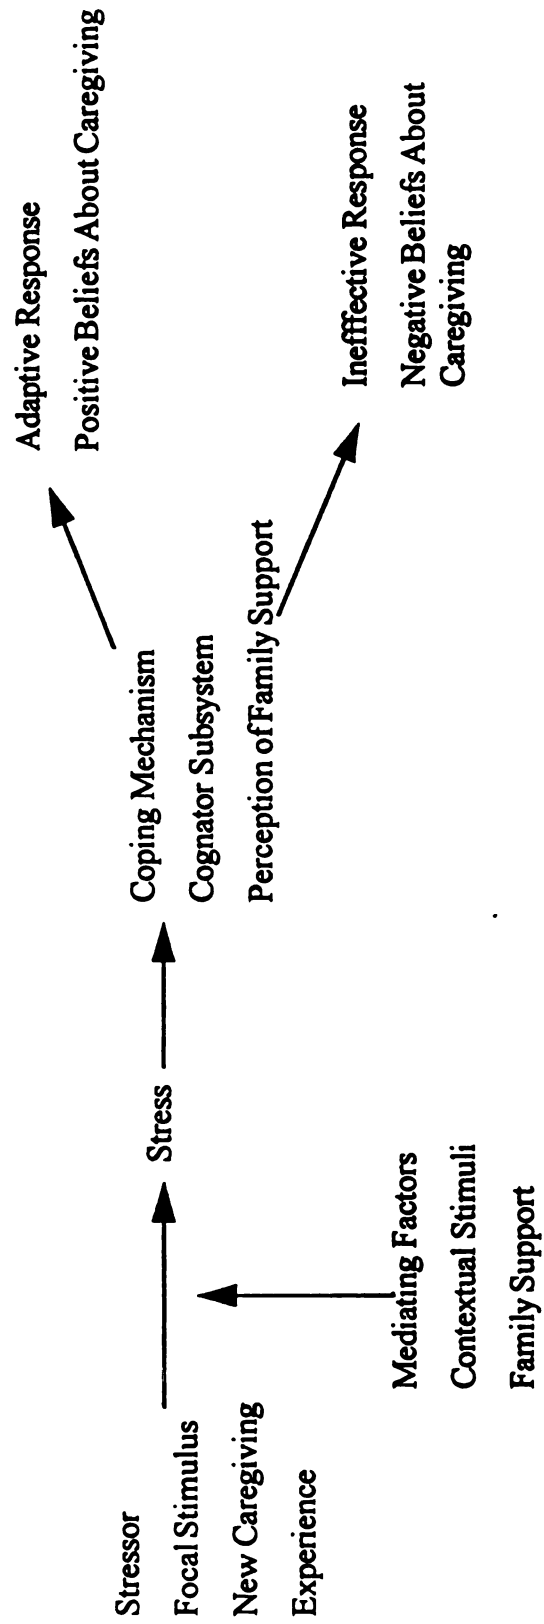 Stressor
Focal Stimulus
New Caregiving
Experience
Mediating Factors
Contextual Stimuli
Family Support
Stress
Coping Mechanism
Cognator Subsystem
Perception of Family Support
Adaptive Response
Positive Beliefs About Caregiving
Inefffective Response
Negative Beliefs About
Caregiving